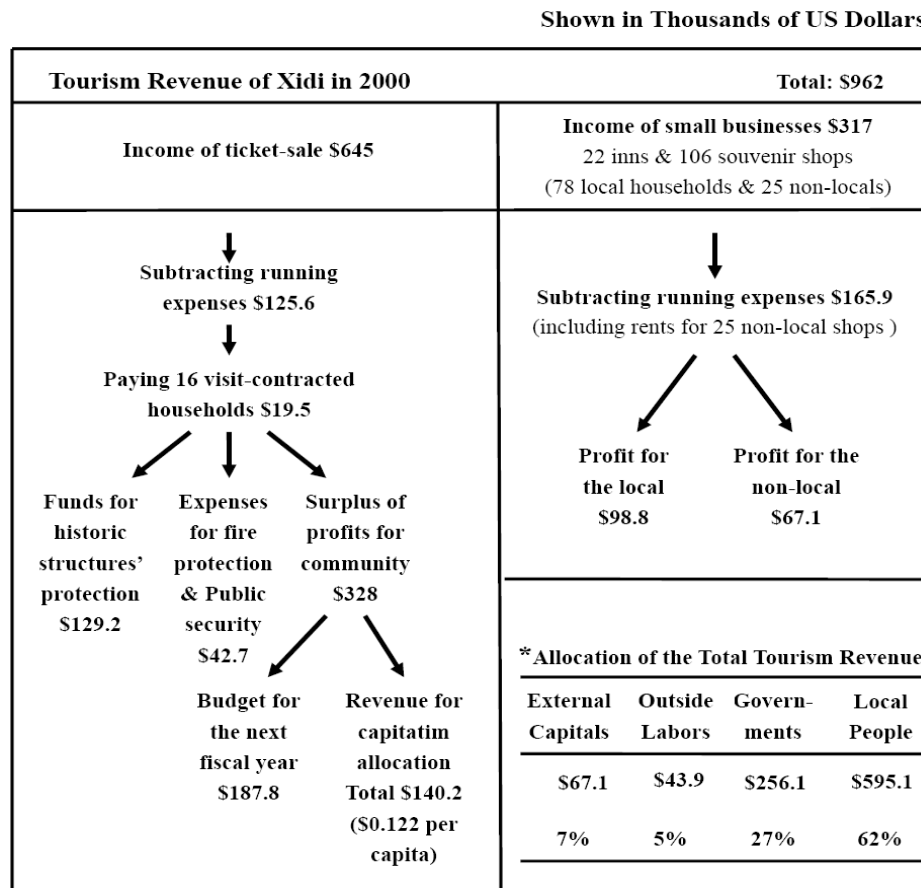 Shown in Thousands of US Dollars
Tourism Revenue of Xidi in 2000
Total: $962
Income of ticket-sale $645
Income of small businesses $317
22 inns & 106 souvenir shops
(78 local households & 25 non-locals)
Subtracting running
expenses $125.6
Paying 16 visit-contracted
households $19.5
Funds for
historic
structures’
protection
$129.2
Expenses
for fire
protection
& Public
security
$42.7
Surplus of
profits for
community
$328
Budget for
the next
fiscal year
$187.8
Revenue for
capitatim
allocation
Total $140.2
($0.122 per
capita)
Subtracting running expenses $165.9
(including rents for 25 non-local shops )
Profit for
the local
$98.8
Profit for the
non-local
$67.1
*Allocation of the Total Tourism Revenue
External
Capitals
Outside
Labors
Govern-
ments
Local
People
$67.1 $43.9 $256.1 $595.1
7% 5% 27% 62%